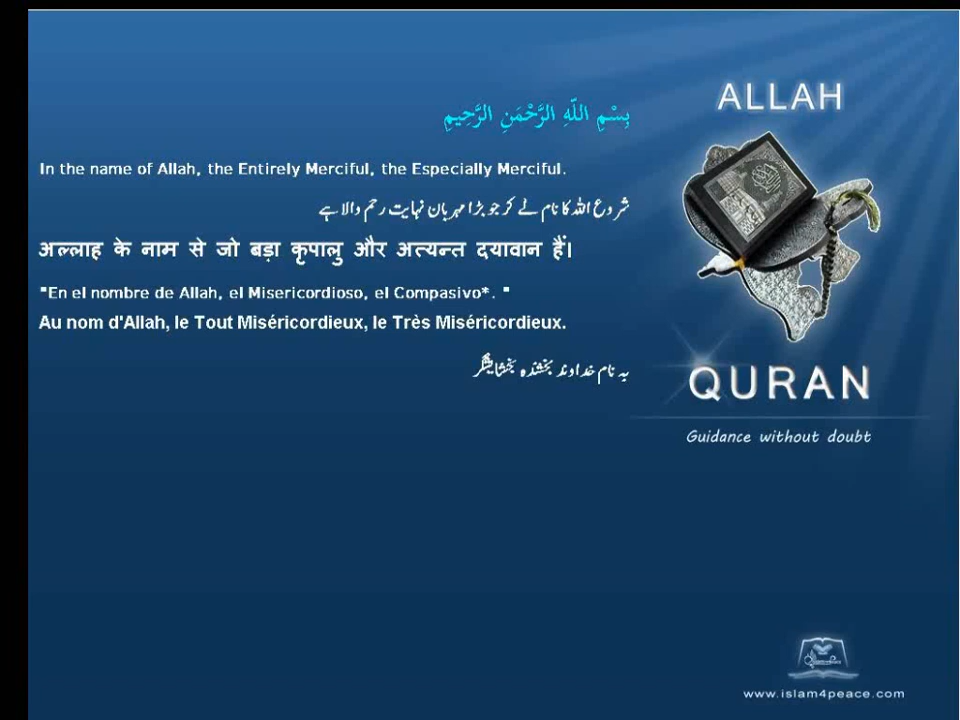 بِسْمِ اللّهِ الرَّحْمَنِ الرَّحِيمِ
In the name of Allah, the Entirely Merciful, the Especially Merciful.
شروع اللہ کا نام لے کر جو بڑا مہربان نہایت رحم والا ہے
अल्लाह के नाम से जो बड़ा कृपालु और अत्यन्त दयावान हैं।
"En el nombre de Allah, el Misericordioso, el Compasivo*. "
Au nom d'Allah, le Tout Miséricordieux, le Très Miséricordieux.
به نام خداوند بخشنده بخشایشگر
ALLAH
QURAN
Guidance without doubt
www.islam4peace.com